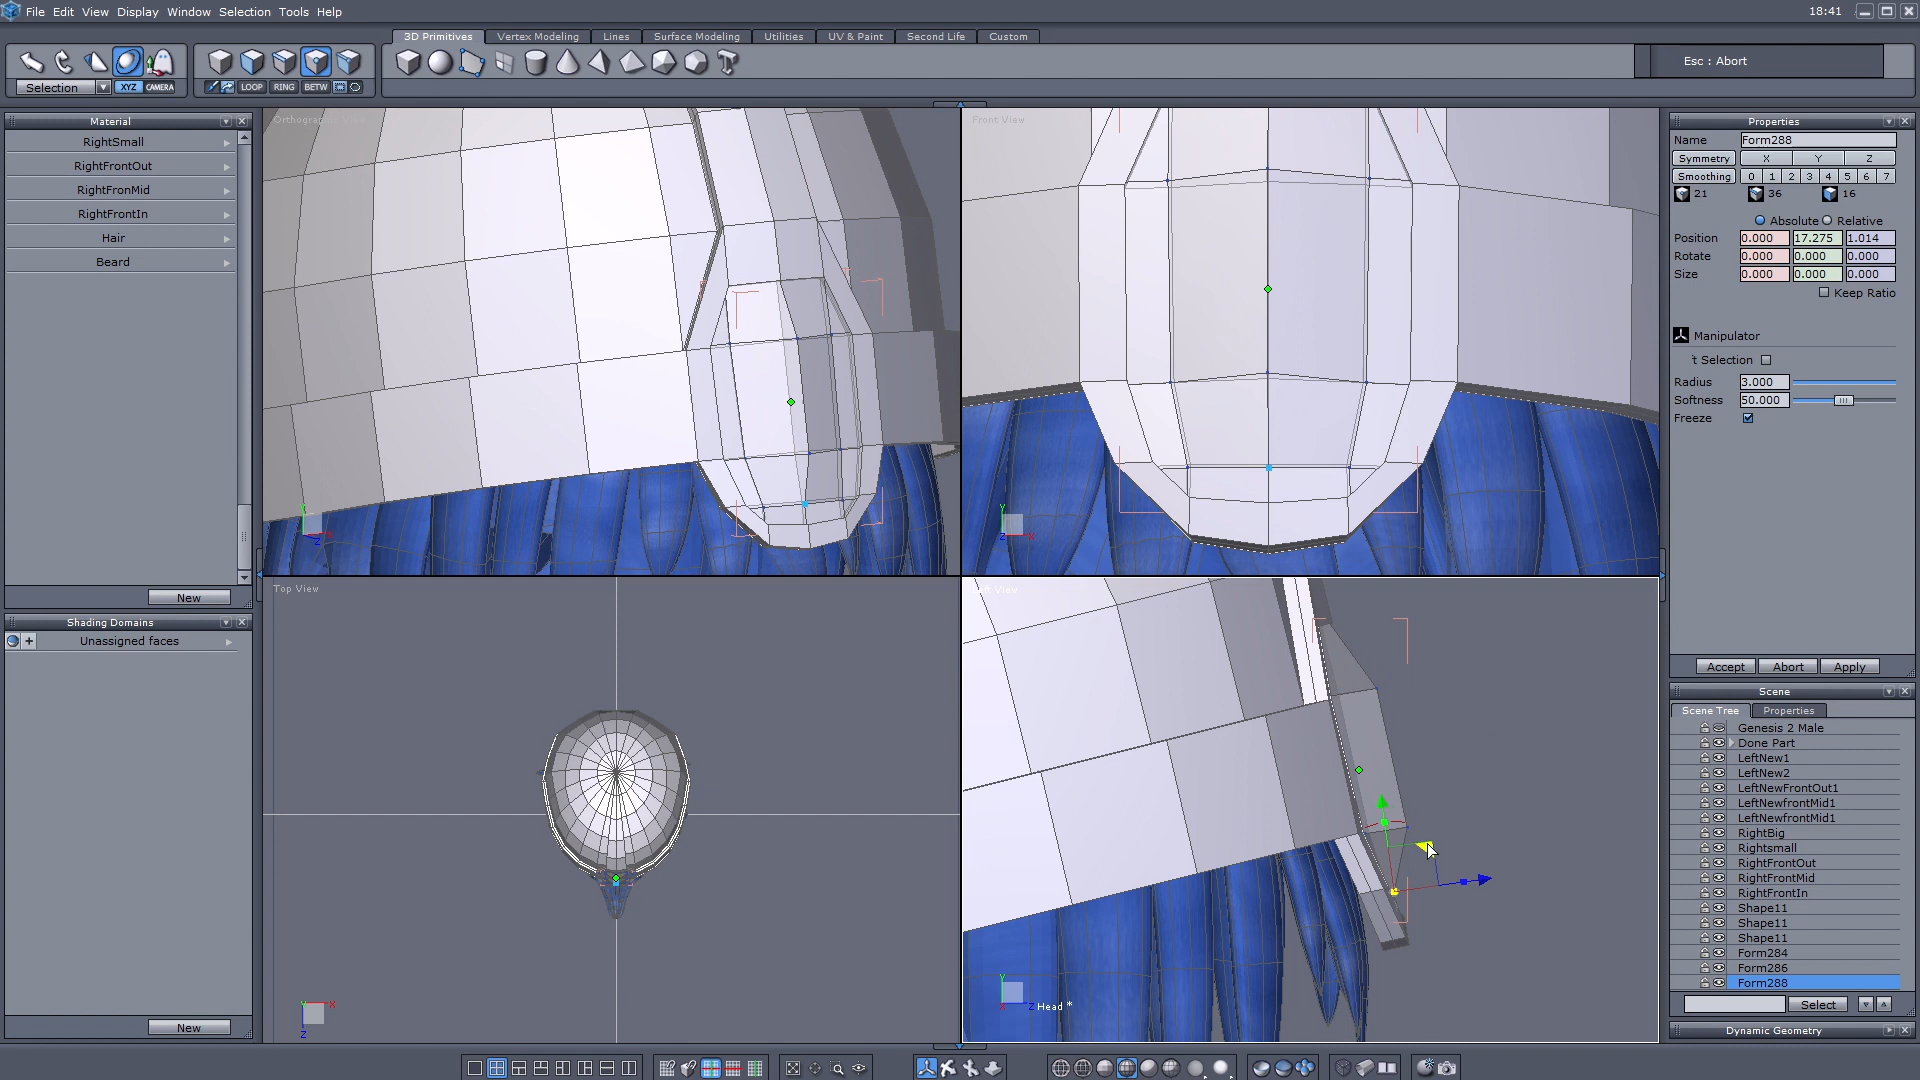 File Edit View Display Window Selection Tools Help
18:41
3D Primitives Vertex Modeling Lines Surface Modeling Utilities UV & Paint Second Life Custom
Esc : Abort
Selection XYZ CAMERA LOOP RING BETW
Material
RightSmall
RightFrontOut
RightFronMid
RightFrontIn
Hair
Beard
New
Shading Domains
Unassigned faces
New
Front View
Top View
X
Z
Head *
Properties
Name Form288
Symmetry X Y Z
Smoothing 0 1 2 3 4 5 6 7
21 36 16
Absolute Relative
Position 0.000 17.275 1.014
Rotate 0.000 0.000 0.000
Size 0.000 0.000 0.000
Keep Ratio
Manipulator
t Selection
Radius 3.000
Softness 50.000
Freeze
Accept Abort Apply
Scene
Scene Tree Properties
Genesis 2 Male
Done Part
LeftNew1
LeftNew2
LeftNewFrontOut1
LeftNewfrontMid1
LeftNewfrontMid1
RightBig
Rightsmall
RightFrontOut
RightFrontMid
RightFrontIn
Shape11
Shape11
Shape11
Form284
Form286
Form288
Select
Dynamic Geometry